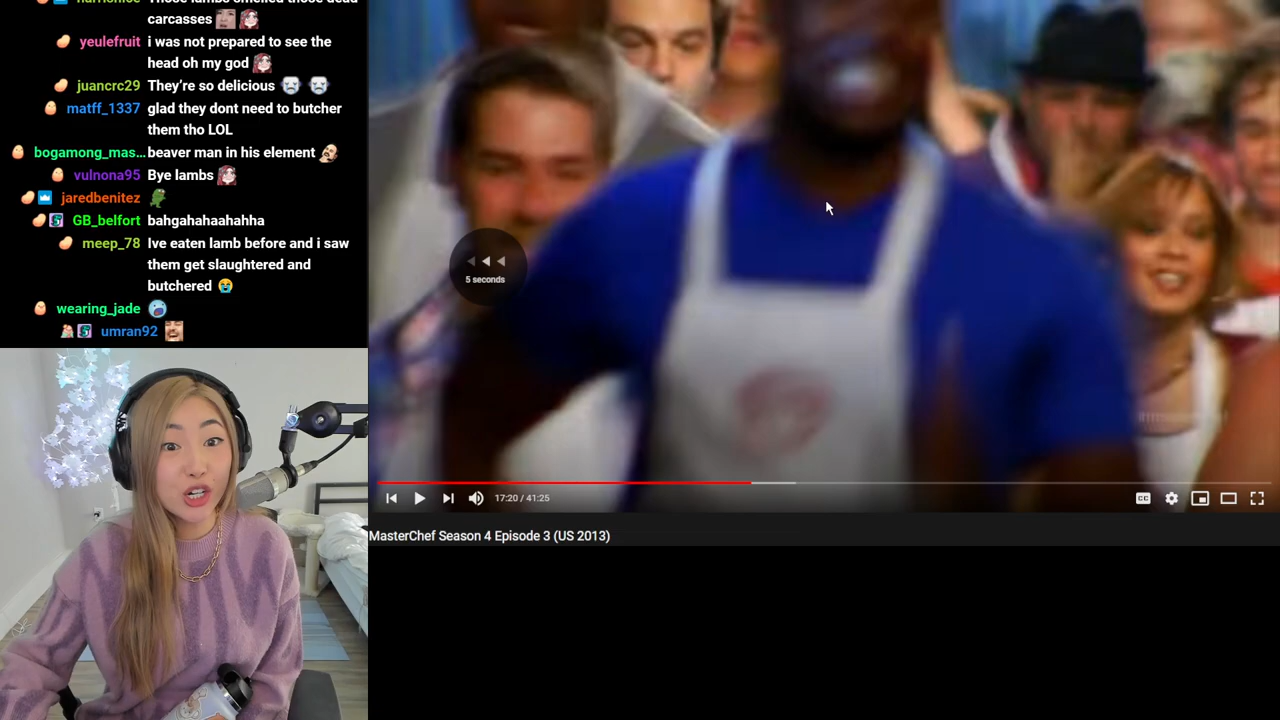 carcasses
yeulefruit i was not prepared to see the
head oh my god
juancrc29 They’re so delicious
matff_1337 glad they dont need to butcher
them tho LOL
bogamong_mas... beaver man in his element
vulnona95 Bye lambs
jaredbenitez
GB_belfort bahgahahaahahha
meep_78 Ive eaten lamb before and i saw
them get slaughtered and
butchered
wearing_jade
umran92
5 seconds
17:20 / 41:25
CC
MasterChef Season 4 Episode 3 (US 2013)